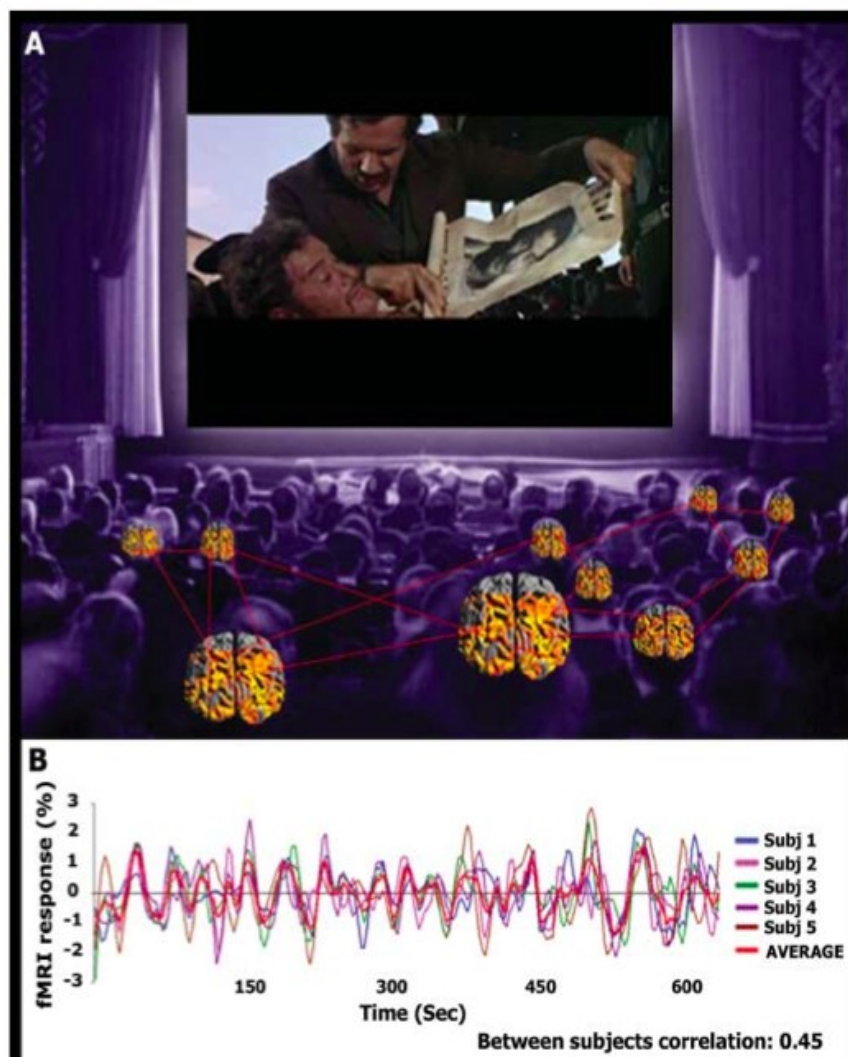 A
B
fMRI response (%)
3
2
1
0
-1
-2
-3
150
300
450
600
Time (Sec)
Subj 1
Subj 2
Subj 3
Subj 4
Subj 5
AVERAGE
Between subjects correlation: 0.45